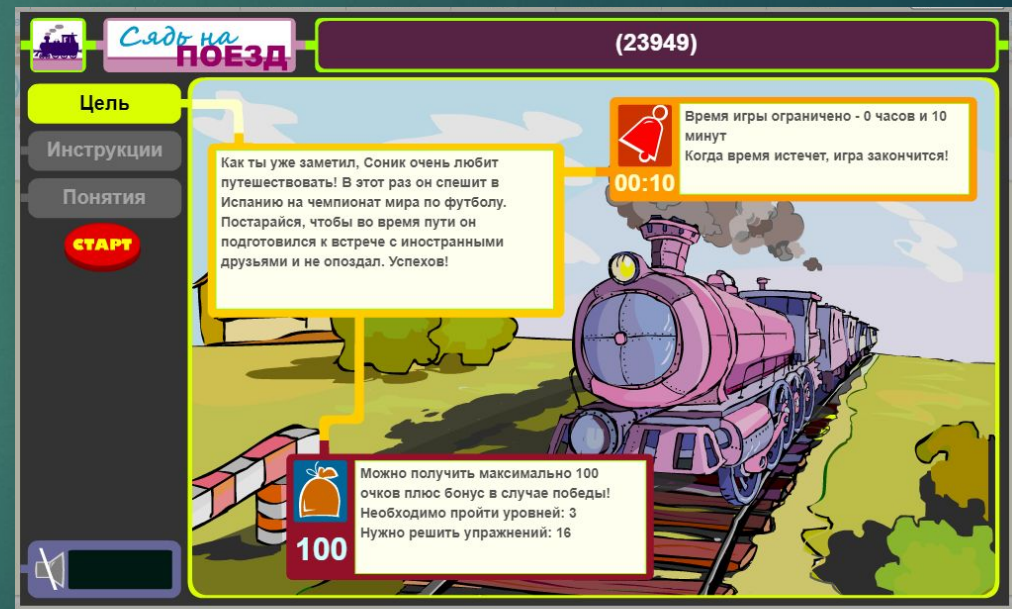 Сядь на
ПОЕЗД
(23949)
Цель
Инструкции
Понятия
СТАРТ
Как ты уже заметил, Соник очень любит
путешествовать! В этот раз он спешит в
Испанию на чемпионат мира по футболу.
Постарайся, чтобы во время пути он
подготовился к встрече с иностранными
друзьями и не опоздал. Успехов!
Время игры ограничено - 0 часов и 10
минут
Когда время истечет, игра закончится!
00:10
Можно получить максимально 100
очков плюс бонус в случае победы!
Необходимо пройти уровней: 3
Нужно решить упражнений: 16
100